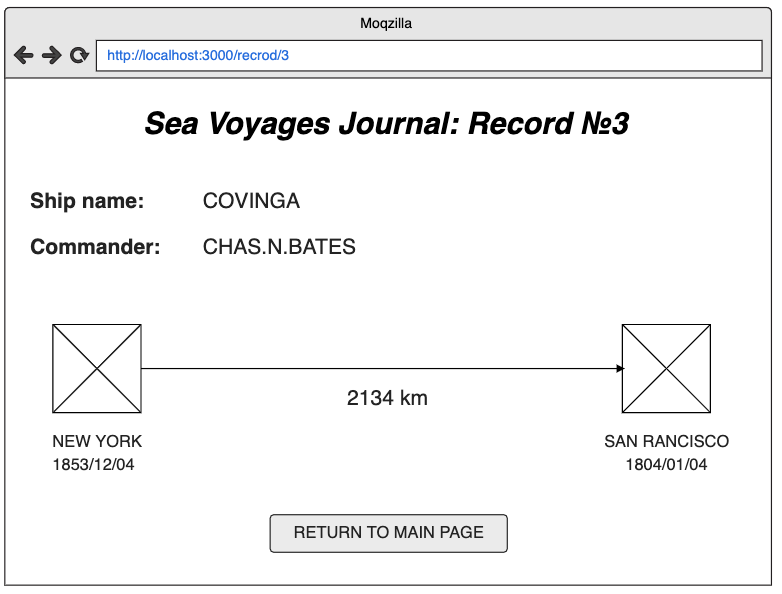 Moqzilla
http://localhost:3000/recrod/3
Sea Voyages Journal: Record №3
Ship name: COVINGA
Commander: CHAS.N.BATES
2134 km
NEW YORK
1853/12/04
SAN RANCISCO
1804/01/04
RETURN TO MAIN PAGE